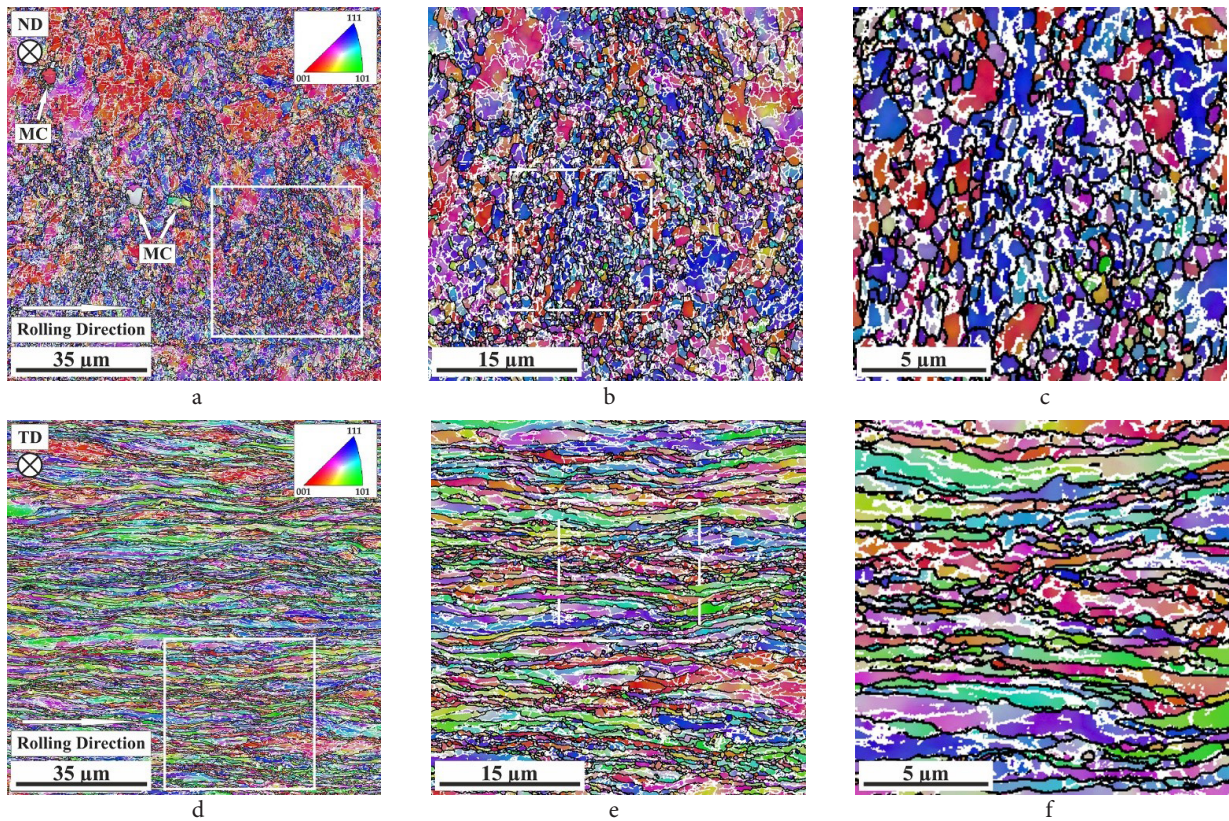 ND
111
001
101
MC
MC
Rolling Direction
35 µm
15 µm
5 µm
a
b
c
TD
111
001
101
Rolling Direction
35 µm
15 µm
5 µm
d
e
f